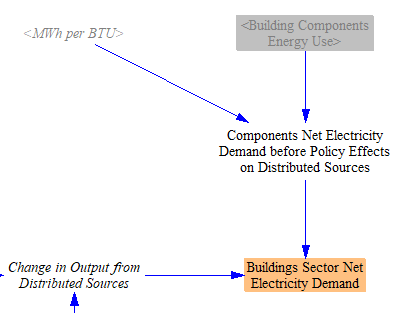 <MWh per BTU>
<Building Components
Energy Use>
Components Net Electricity
Demand before Policy Effects
on Distributed Sources
Change in Output from
Distributed Sources
Buildings Sector Net
Electricity Demand